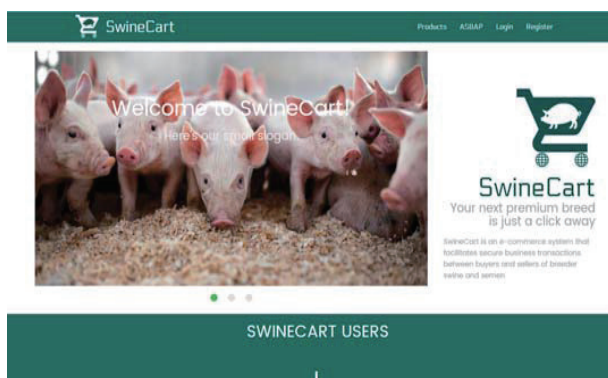 SwineCart
Products ASBAP Login Register
Welcome to SwineCart!
Here's our small slogan.
SwineCart
Your next premium breed
is just a click away
SwineCart is an e-commerce system that
facilitates secure business transactions
between buyers and sellers of breeder
swine and semen
SWINECART USERS